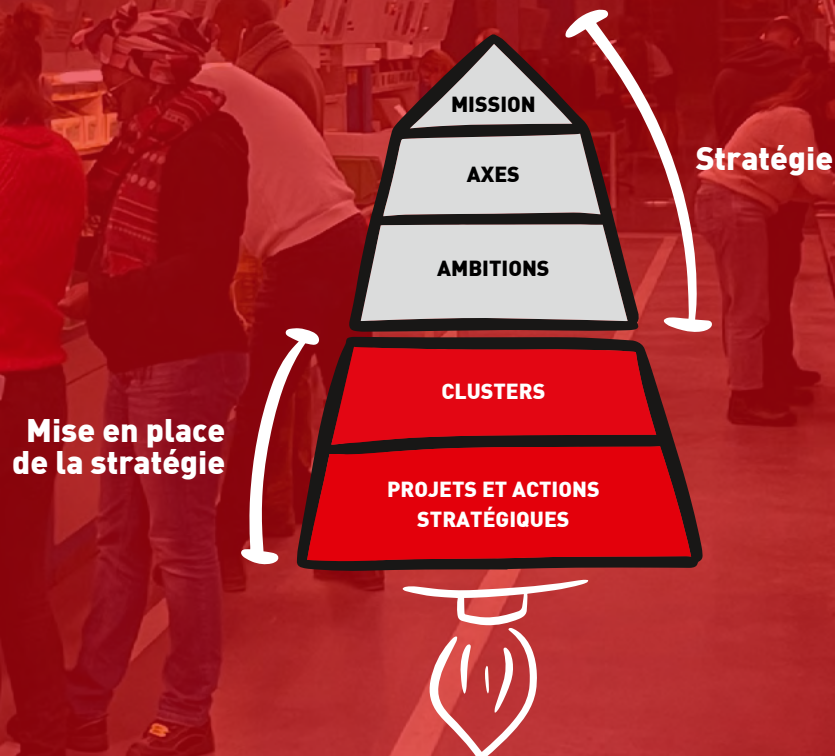 MISSION
AXES
AMBITIONS
Stratégie
CLUSTERS
PROJETS ET ACTIONS
STRATÉGIQUES
Mise en place
de la stratégie